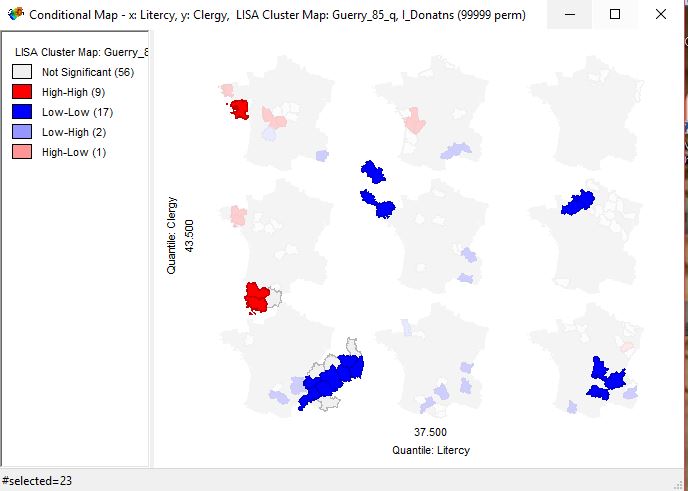 Conditional Map - x: Litercy, y: Clergy,  LISA Cluster Map: Guerry_85_q, I_Donatns (99999 perm)
LISA Cluster Map: Guerry_8
Not Significant (56)
High-High (9)
Low-Low (17)
Low-High (2)
High-Low (1)
Quantile: Clergy
43.500
37.500
Quantile: Litercy
#selected=23